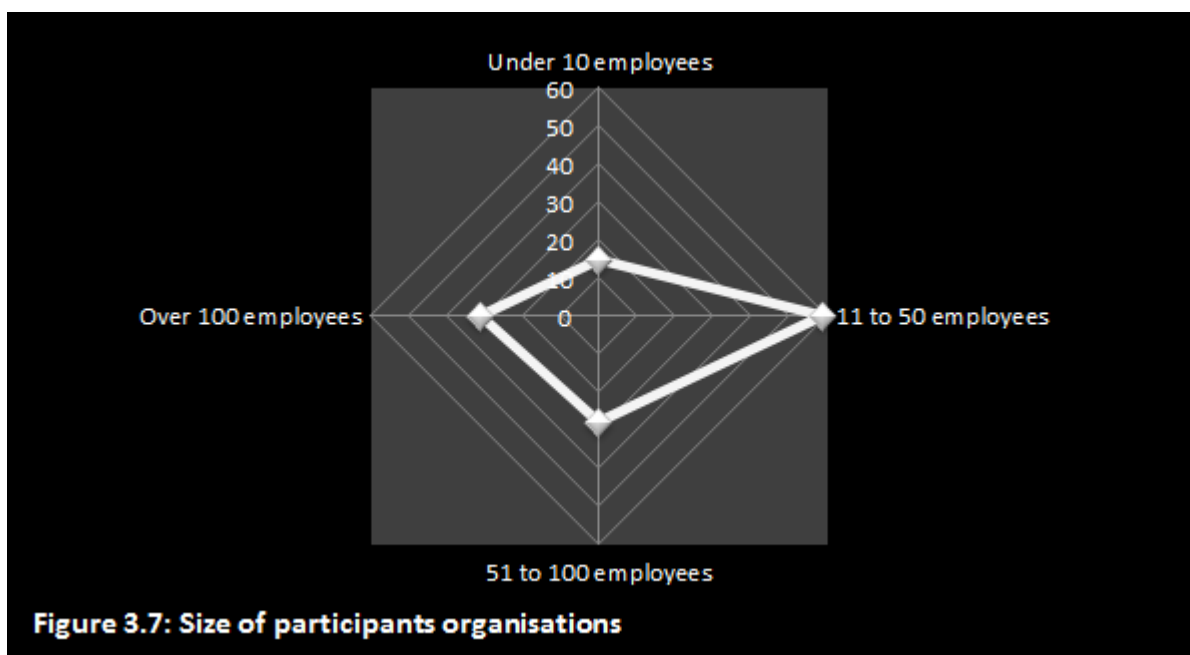 Under 10 employees
60
50
40
30
20
10
0
Over 100 employees
11 to 50 employees
51 to 100 employees
Figure 3.7: Size of participants organisations